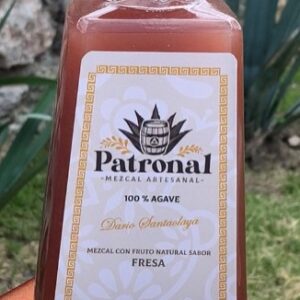 Patronal
-MEZCAL ARTESANAL-
100 % AGAVE
Dario Santaolaya
MEZCAL CON FRUTO NATURAL SABOR
FRESA